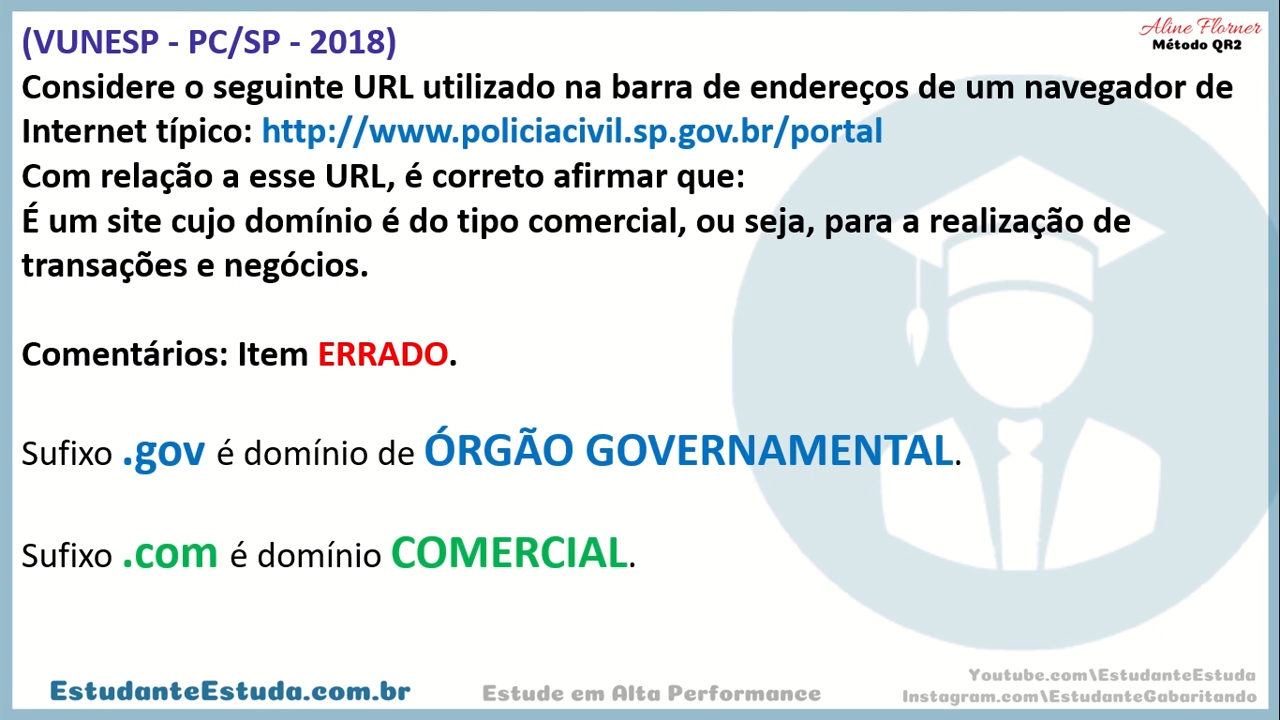 (VUNESP - PC/SP - 2018)
Aline Florner
Método QR2
Considere o seguinte URL utilizado na barra de endereços de um navegador de
Internet típico: http://www.policiacivil.sp.gov.br/portal
Com relação a esse URL, é correto afirmar que:
É um site cujo domínio é do tipo comercial, ou seja, para a realização de
transações e negócios.
Comentários: Item ERRADO.
Sufixo .gov é domínio de ÓRGÃO GOVERNAMENTAL.
Sufixo .com é domínio COMERCIAL.
EstudanteEstuda.com.br
Estude em Alta Performance
Youtube.com\EstudanteEstuda
Instagram.com\EstudanteGabaritando